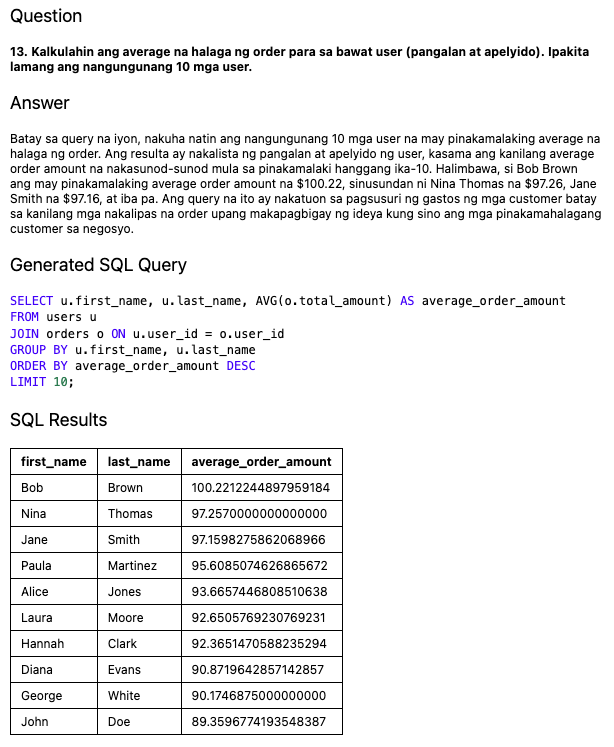 Question
13. Kalkulahin ang average na halaga ng order para sa bawat user (pangalan at apelyido). Ipakita
lamang ang nangungunang 10 mga user.
Answer
Batay sa query na iyon, nakuha natin ang nangungunang 10 mga user na may pinakamalaking average na
halaga ng order. Ang resulta ay nakalista ng pangalan at apelyido ng user, kasama ang kanilang average
order amount na nakasunod-sunod mula sa pinakamalaki hanggang ika-10. Halimbawa, si Bob Brown
ang may pinakamalaking average order amount na $100.22, sinusundan ni Nina Thomas na $97.26, Jane
Smith na $97.16, at iba pa. Ang query na ito ay nakatuon sa pagsusuri ng gastos ng mga customer batay
sa kanilang mga nakalipas na order upang makapagbigay ng ideya kung sino ang mga pinakamahalagang
customer sa negosyo.
Generated SQL Query
SELECT u.first_name, u.last_name, AVG(o.total_amount) AS average_order_amount
FROM users u
JOIN orders o ON u.user_id = o.user_id
GROUP BY u.first_name, u.last_name
ORDER BY average_order_amount DESC
LIMIT 10;
SQL Results
first_name last_name average_order_amount
Bob Brown 100.2212244897959184
Nina Thomas 97.2570000000000000
Jane Smith 97.1598275862068966
Paula Martinez 95.6085074626865672
Alice Jones 93.6657446808510638
Laura Moore 92.6505769230769231
Hannah Clark 92.3651470588235294
Diana Evans 90.8719642857142857
George White 90.1746875000000000
John Doe 89.3596774193548387